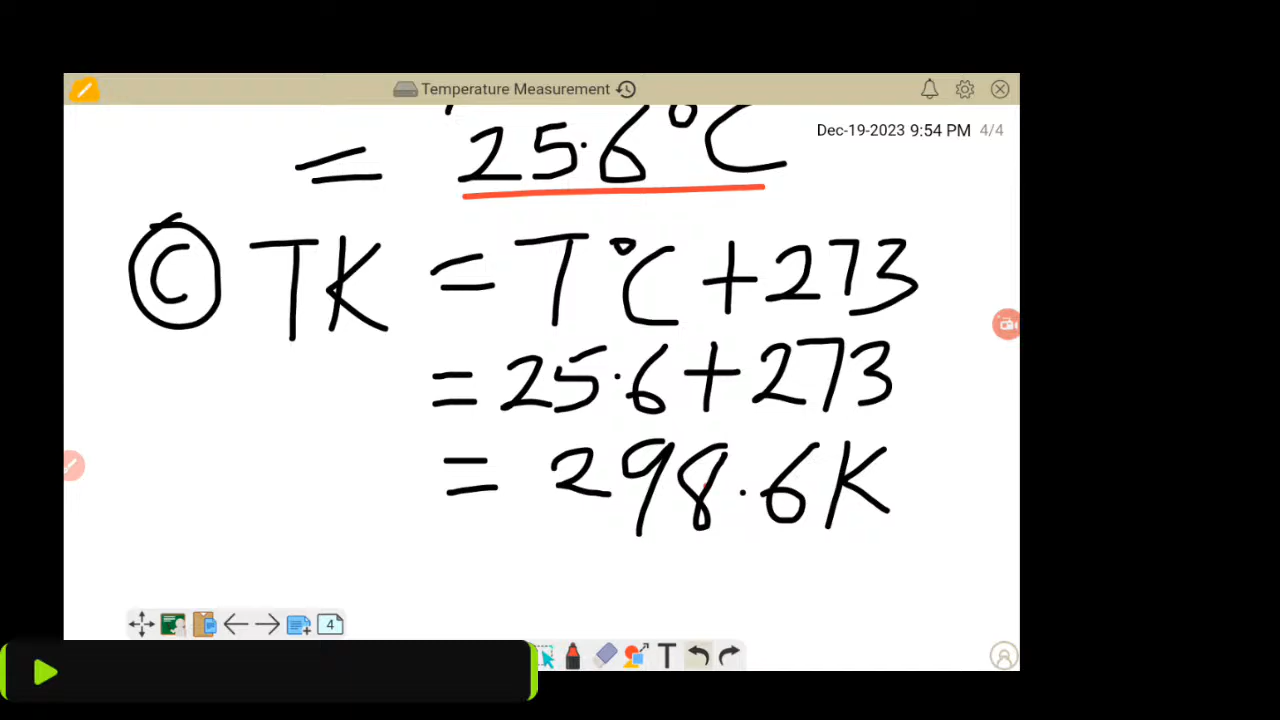 Temperature Measurement
Dec-19-2023 9:54 PM 4/4
= 25.6°C
Ⓒ TK = T°C + 273
= 25.6 + 273
= 298.6K
4
T